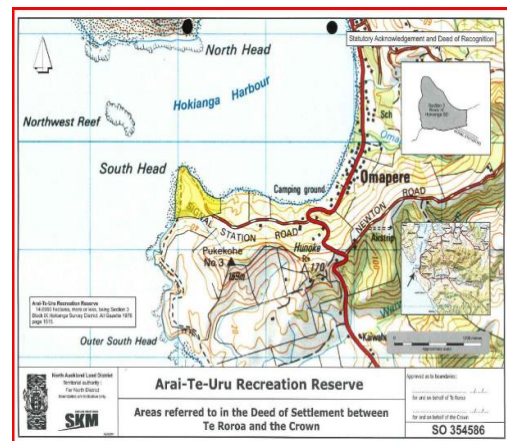 North Head
Statutory Acknowledgement and Deed of Recognition
Hokianga Harbour
Northwest Reef
Section 3
Sch
South Head
Camping ground
Omapere
SIGNAL STATION ROAD
NEWTON ROAD
Airstrip
Pukekohe
No 3
Hunoke
170
Arai-Te-Uru Recreation Reserve
Outer South Head
Kaiwaha
North Auckland Land District
Territorial authority:
Far North District
SKM
Arai-Te-Uru Recreation Reserve
Areas referred to in the Deed of Settlement between
Te Roroa and the Crown
Approved as to boundaries:
for and on behalf of Te Roroa
for and on behalf of the Crown
SO 354586